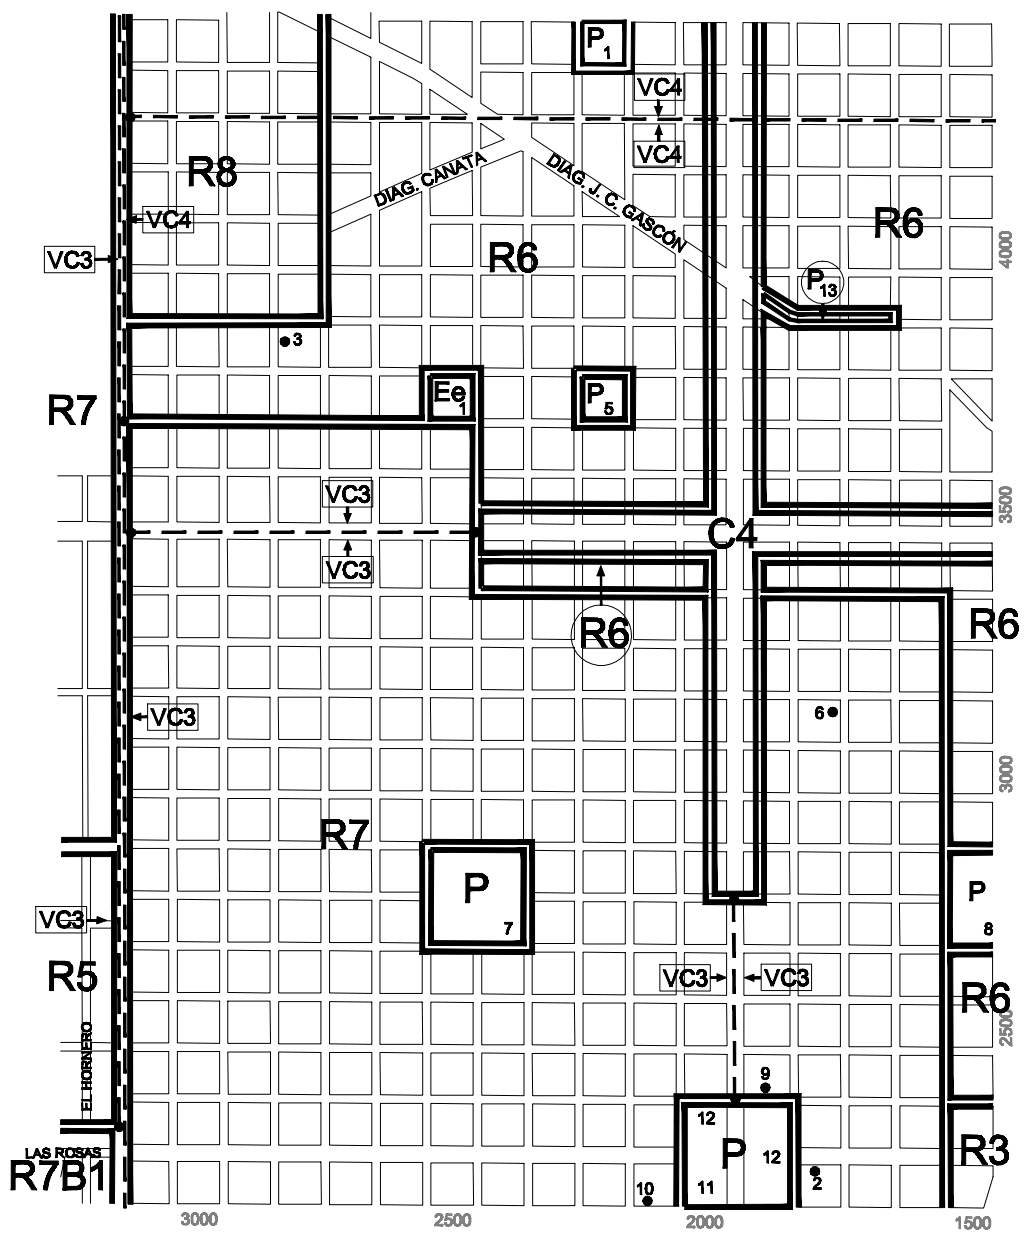 P1
VC4
VC4
R8
DIAG. CANATA
DIAG. J. C. GASCÓN
VC4
R6
4000
VC3
R6
P13
3
Ee1
P5
R7
VC3
3500
C4
VC3
R6
R6
6
VC3
3000
R7
P
7
P
8
VC3
R5
VC3
VC3
R6
2500
EL HORNERO
9
12
P
12
11
R3
LAS ROSAS
R7B1
10
2
3000
2500
2000
1500